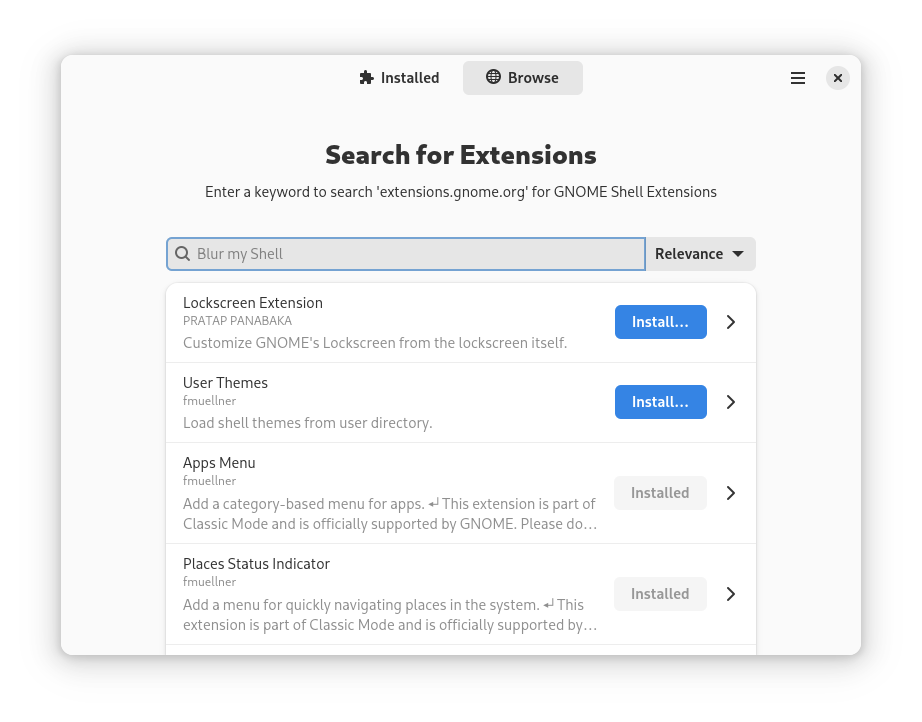 Installed
Browse
Search for Extensions
Enter a keyword to search 'extensions.gnome.org' for GNOME Shell Extensions
Blur my Shell
Relevance
Lockscreen Extension
PRATAP PANABAKA
Customize GNOME's Lockscreen from the lockscreen itself.
Install…
User Themes
fmuellner
Load shell themes from user directory.
Install…
Apps Menu
fmuellner
Add a category-based menu for apps. ↵ This extension is part of
Classic Mode and is officially supported by GNOME. Please do…
Installed
Places Status Indicator
fmuellner
Add a menu for quickly navigating places in the system. ↵ This
extension is part of Classic Mode and is officially supported by…
Installed